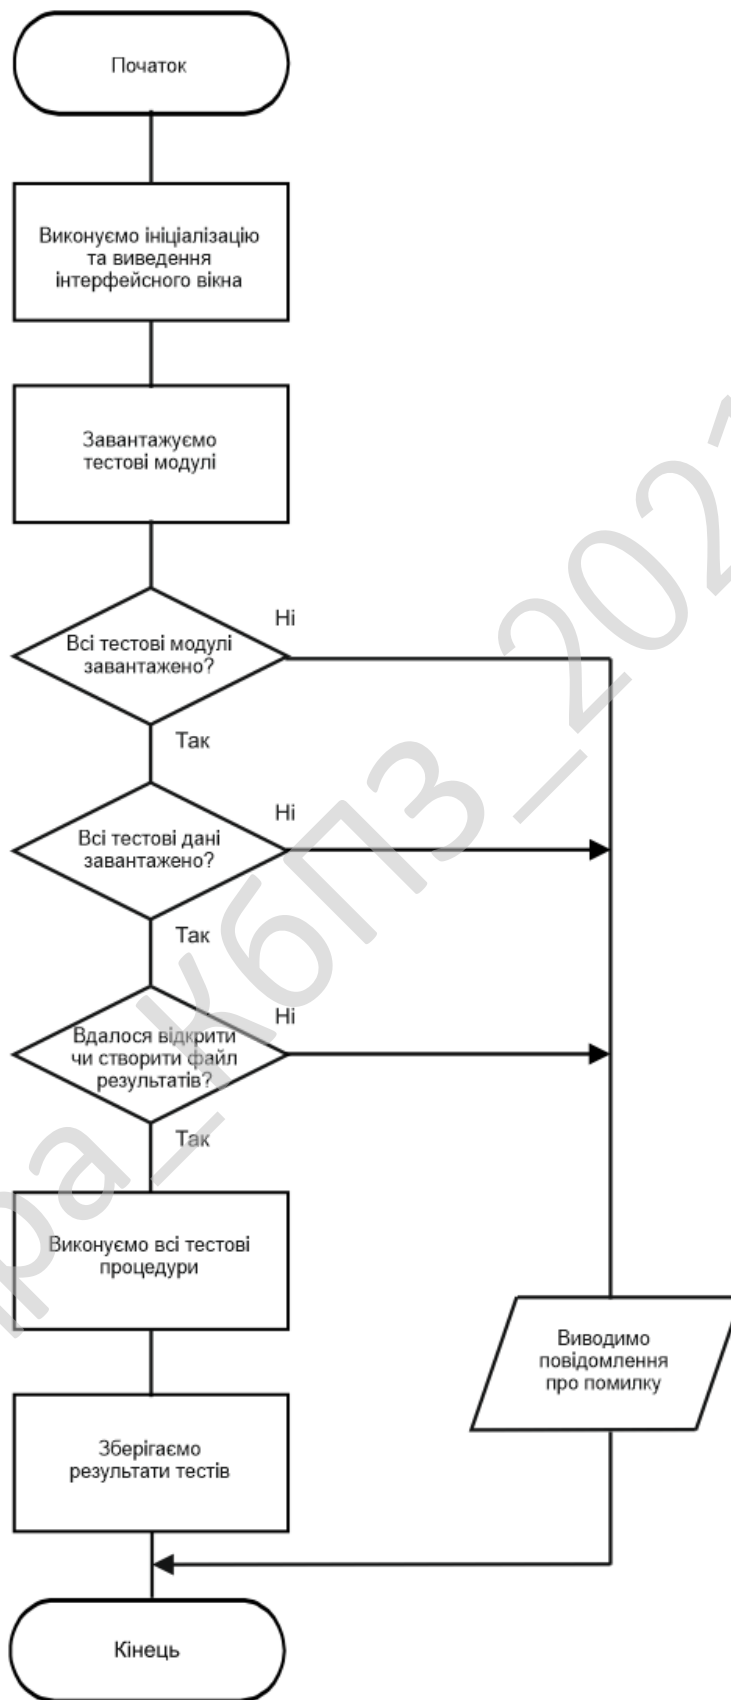 Початок
Виконуємо ініціалізацію
та виведення
інтерфейсного вікна
Завантажуємо
тестові модулі
Всі тестові модулі
завантажено?
Ні
Так
Всі тестові дані
завантажено?
Ні
Так
Вдалося відкрити
чи створити файл
результатів?
Ні
Так
Виконуємо всі тестові
процедури
Виводимо
повідомлення
про помилку
Зберігаємо
результати тестів
Кінець